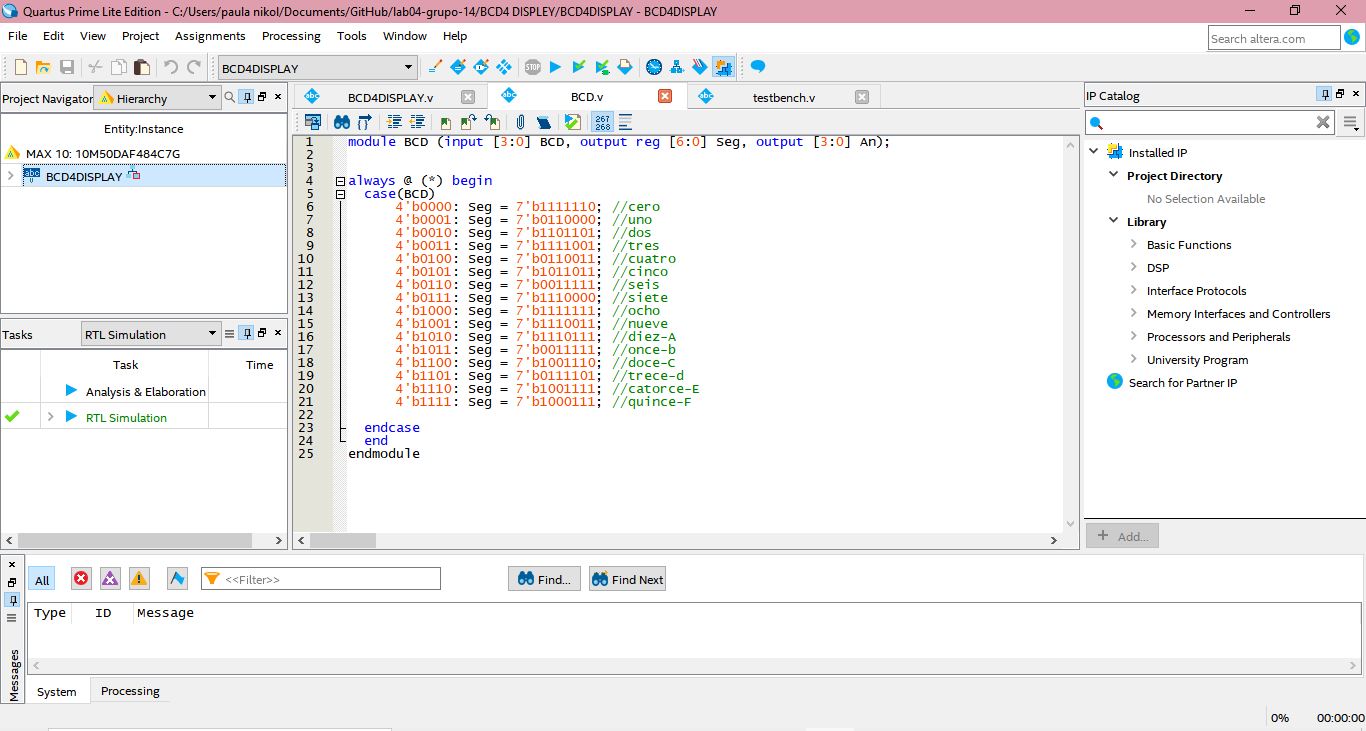 Quartus Prime Lite Edition - C:/Users/paula nikol/Documents/GitHub/lab04-grupo-14/BCD4 DISPLEY/BCD4DISPLAY - BCD4DISPLAY
File Edit View Project Assignments Processing Tools Window Help
Search altera.com
BCD4DISPLAY
STOP
Project Navigator Hierarchy
Entity:Instance
MAX 10: 10M50DAF484C7G
abc BCD4DISPLAY
Tasks RTL Simulation
Task Time
Analysis & Elaboration
RTL Simulation
abc BCD4DISPLAY.v abc BCD.v abc testbench.v
267
268
1 module BCD (input [3:0] BCD, output reg [6:0] Seg, output [3:0] An);
2
3
4 always @ (*) begin
5 case(BCD)
6 4'b0000: Seg = 7'b1111110; //cero
7 4'b0001: Seg = 7'b0110000; //uno
8 4'b0010: Seg = 7'b1101101; //dos
9 4'b0011: Seg = 7'b1111001; //tres
10 4'b0100: Seg = 7'b0110011; //cuatro
11 4'b0101: Seg = 7'b1011011; //cinco
12 4'b0110: Seg = 7'b0011111; //seis
13 4'b0111: Seg = 7'b1110000; //siete
14 4'b1000: Seg = 7'b1111111; //ocho
15 4'b1001: Seg = 7'b1110011; //nueve
16 4'b1010: Seg = 7'b1110111; //diez-A
17 4'b1011: Seg = 7'b0011111; //once-b
18 4'b1100: Seg = 7'b1001110; //doce-C
19 4'b1101: Seg = 7'b0111101; //trece-d
20 4'b1110: Seg = 7'b1001111; //catorce-E
21 4'b1111: Seg = 7'b1000111; //quince-F
22
23 endcase
24 end
25 endmodule
IP Catalog
Installed IP
Project Directory
No Selection Available
Library
Basic Functions
DSP
Interface Protocols
Memory Interfaces and Controllers
Processors and Peripherals
University Program
Search for Partner IP
+ Add...
All <<Filter>> Find... Find Next
Type ID Message
Messages
System Processing
0% 00:00:00